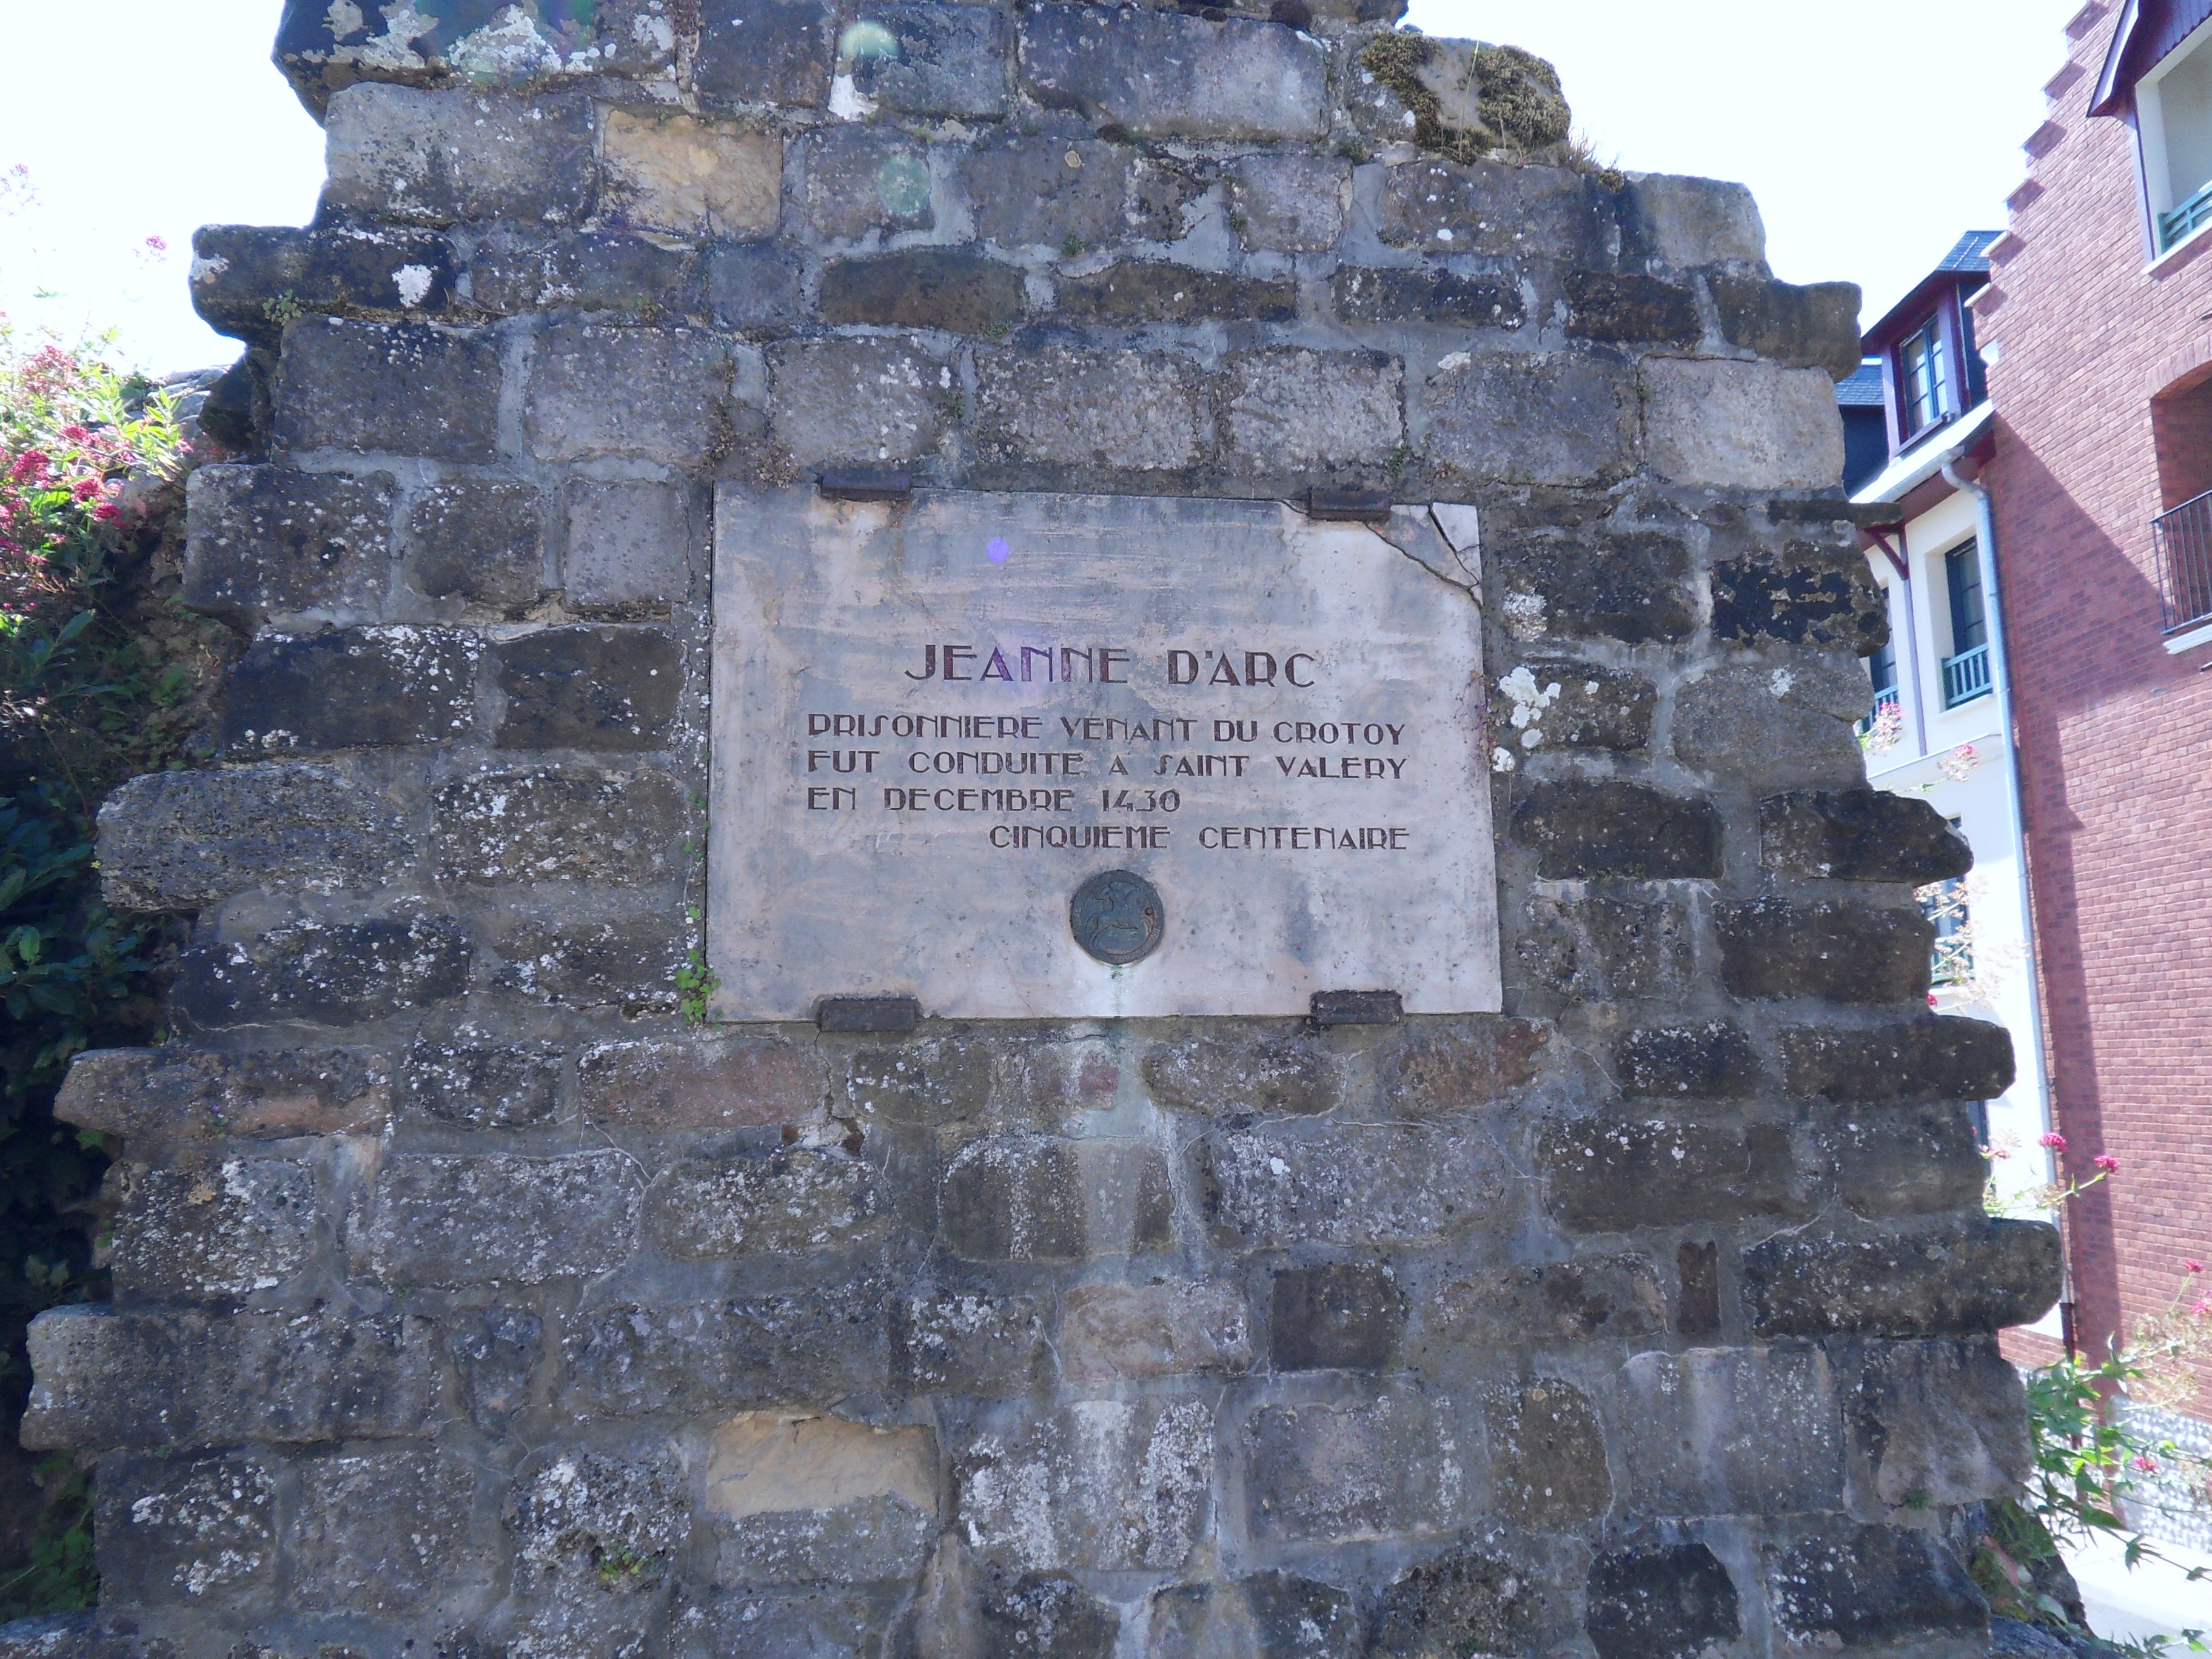 JEANNE D'ARC
PRISONNIERE VENANT DU CROTOY
FUT CONDUITE A SAINT VALERY
EN DECEMBRE 1430
CINQUIEME CENTENAIRE